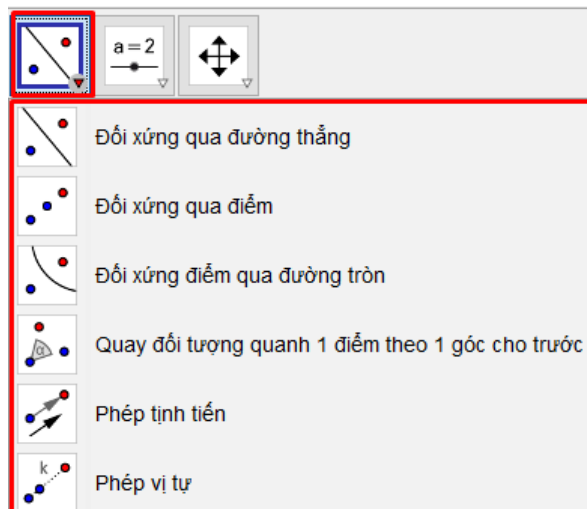 a = 2
Đối xứng qua đường thẳng
Đối xứng qua điểm
Đối xứng điểm qua đường tròn
α
Quay đối tượng quanh 1 điểm theo 1 góc cho trước
Phép tịnh tiến
k
Phép vị tự